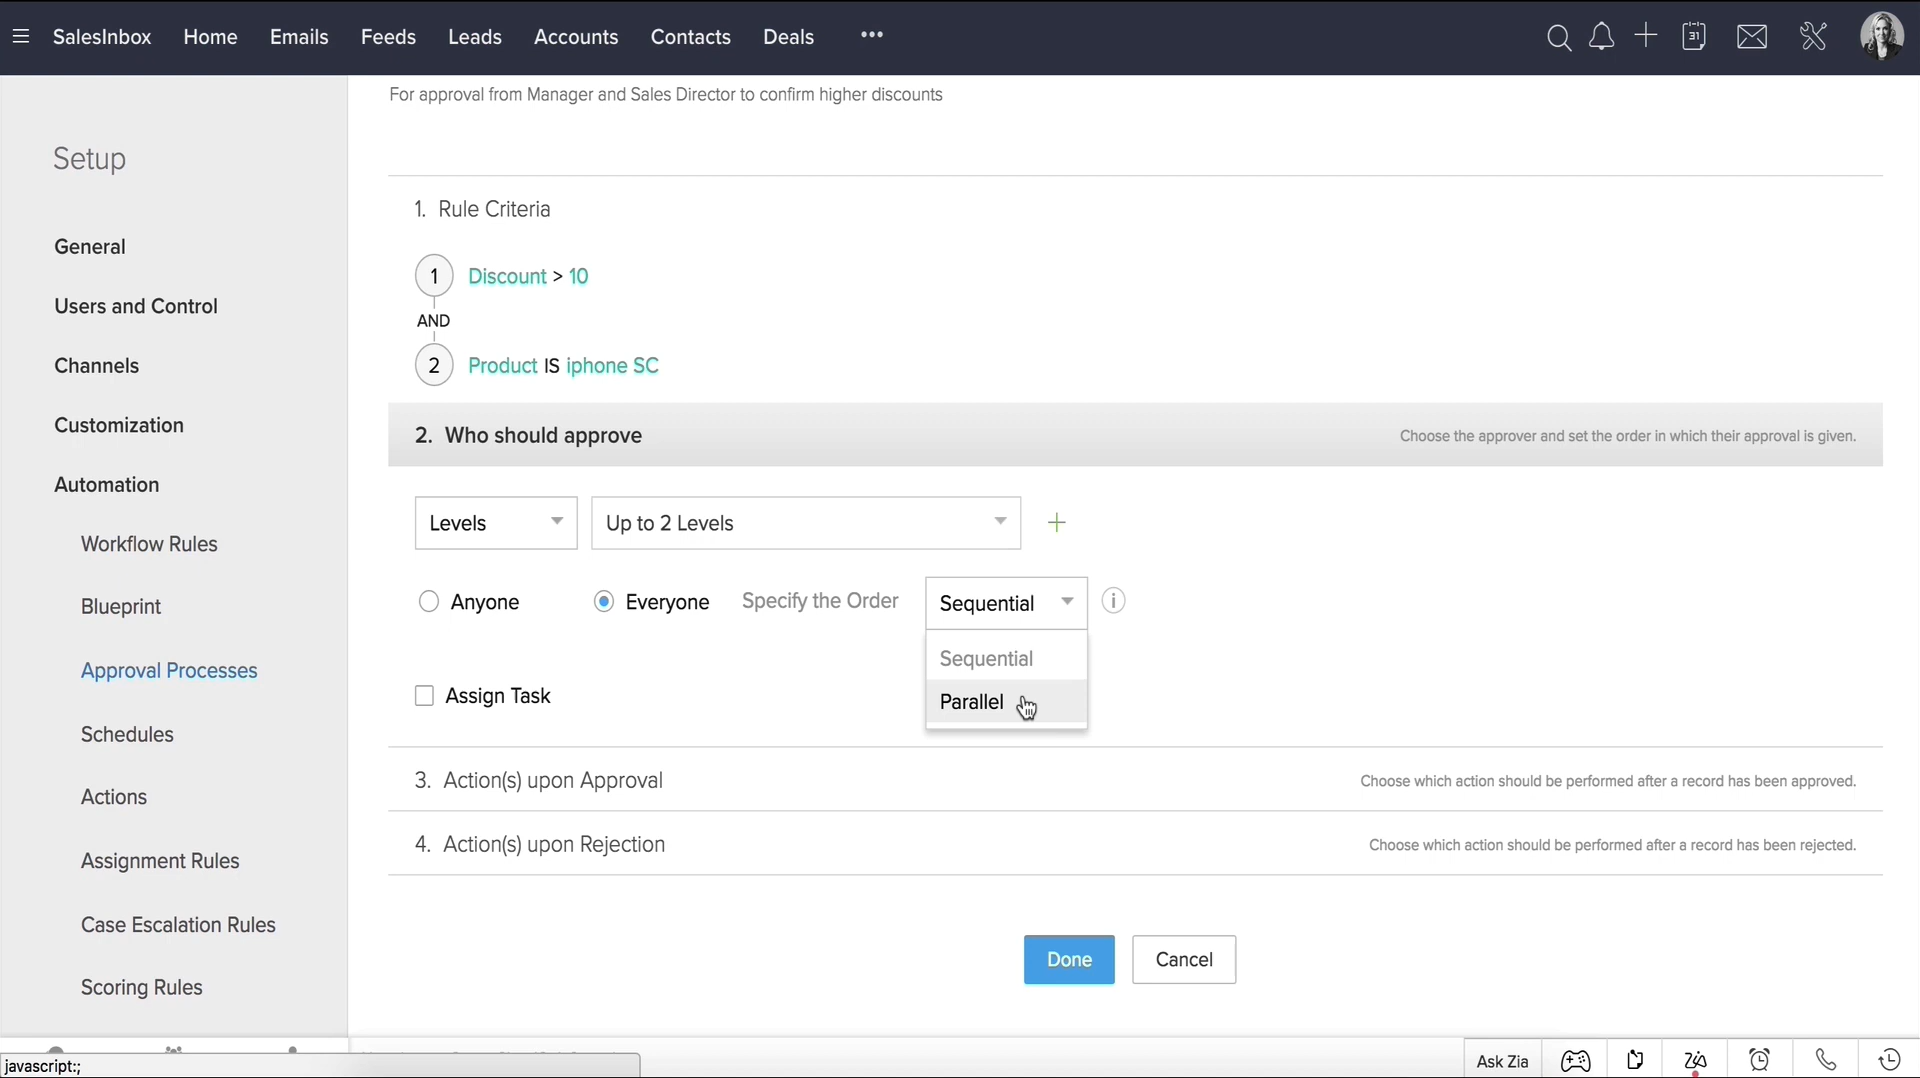 SalesInbox Home Emails Feeds Leads Accounts Contacts Deals •••
31
For approval from Manager and Sales Director to confirm higher discounts
Setup
General
Users and Control
Channels
Customization
Automation
Workflow Rules
Blueprint
Approval Processes
Schedules
Actions
Assignment Rules
Case Escalation Rules
Scoring Rules
1. Rule Criteria
1 Discount > 10
AND
2 Product IS iphone SC
2. Who should approve Choose the approver and set the order in which their approval is given.
Levels Up to 2 Levels +
Anyone Everyone Specify the Order Sequential i
Sequential
Assign Task Parallel
3. Action(s) upon Approval Choose which action should be performed after a record has been approved.
4. Action(s) upon Rejection Choose which action should be performed after a record has been rejected.
Done Cancel
javascript:;
Ask Zia